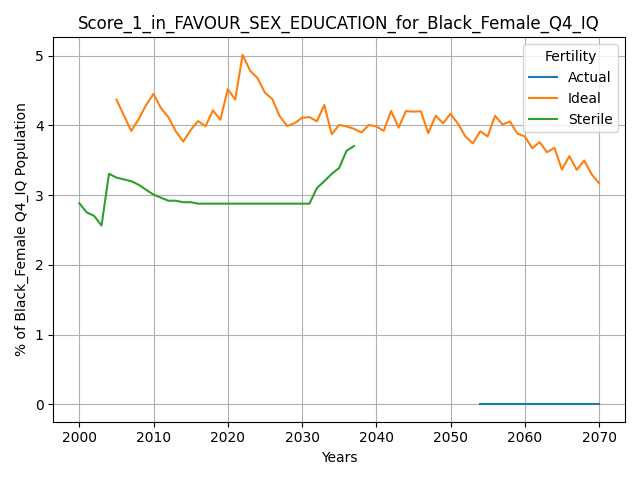 Score_1_in_FAVOUR_SEX_EDUCATION_for_Black_Female_Q4_IQ
% of Black_Female Q4_IQ Population
5
4
3
2
1
0
Fertility
Actual
Ideal
Sterile
2000 2010 2020 2030 2040 2050 2060 2070
Years